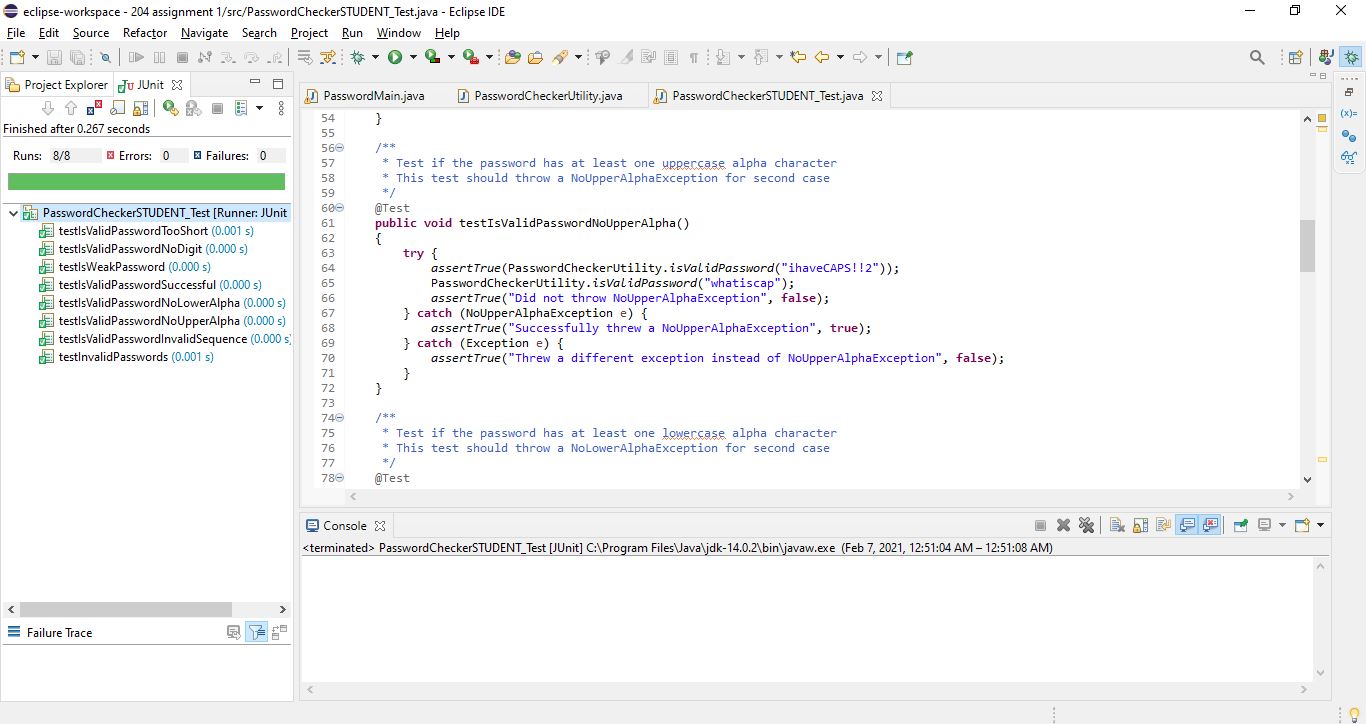 eclipse-workspace - 204 assignment 1/src/PasswordCheckerSTUDENT_Test.java - Eclipse IDE
File Edit Source Refactor Navigate Search Project Run Window Help
Project Explorer JUnit
Finished after 0.267 seconds
Runs: 8/8 Errors: 0 Failures: 0
PasswordCheckerSTUDENT_Test [Runner: JUnit
testIsValidPasswordTooShort (0.001 s)
testIsValidPasswordNoDigit (0.000 s)
testIsWeakPassword (0.000 s)
testIsValidPasswordSuccessful (0.000 s)
testIsValidPasswordNoLowerAlpha (0.000 s)
testIsValidPasswordNoUpperAlpha (0.000 s)
testIsValidPasswordInvalidSequence (0.000 s)
testInvalidPasswords (0.001 s)
Failure Trace
PasswordMain.java PasswordCheckerUtility.java PasswordCheckerSTUDENT_Test.java
54 }
55
56 /**
57 * Test if the password has at least one uppercase alpha character
58 * This test should throw a NoUpperAlphaException for second case
59 */
60 @Test
61 public void testIsValidPasswordNoUpperAlpha()
62 {
63 try {
64 assertTrue(PasswordCheckerUtility.isValidPassword("ihaveCAPS!!2"));
65 PasswordCheckerUtility.isValidPassword("whatiscap");
66 assertTrue("Did not throw NoUpperAlphaException", false);
67 } catch (NoUpperAlphaException e) {
68 assertTrue("Successfully threw a NoUpperAlphaException", true);
69 } catch (Exception e) {
70 assertTrue("Threw a different exception instead of NoUpperAlphaException", false);
71 }
72 }
73
74 /**
75 * Test if the password has at least one lowercase alpha character
76 * This test should throw a NoLowerAlphaException for second case
77 */
78 @Test
Console
<terminated> PasswordCheckerSTUDENT_Test [JUnit] C:\Program Files\Java\jdk-14.0.2\bin\javaw.exe (Feb 7, 2021, 12:51:04 AM – 12:51:08 AM)